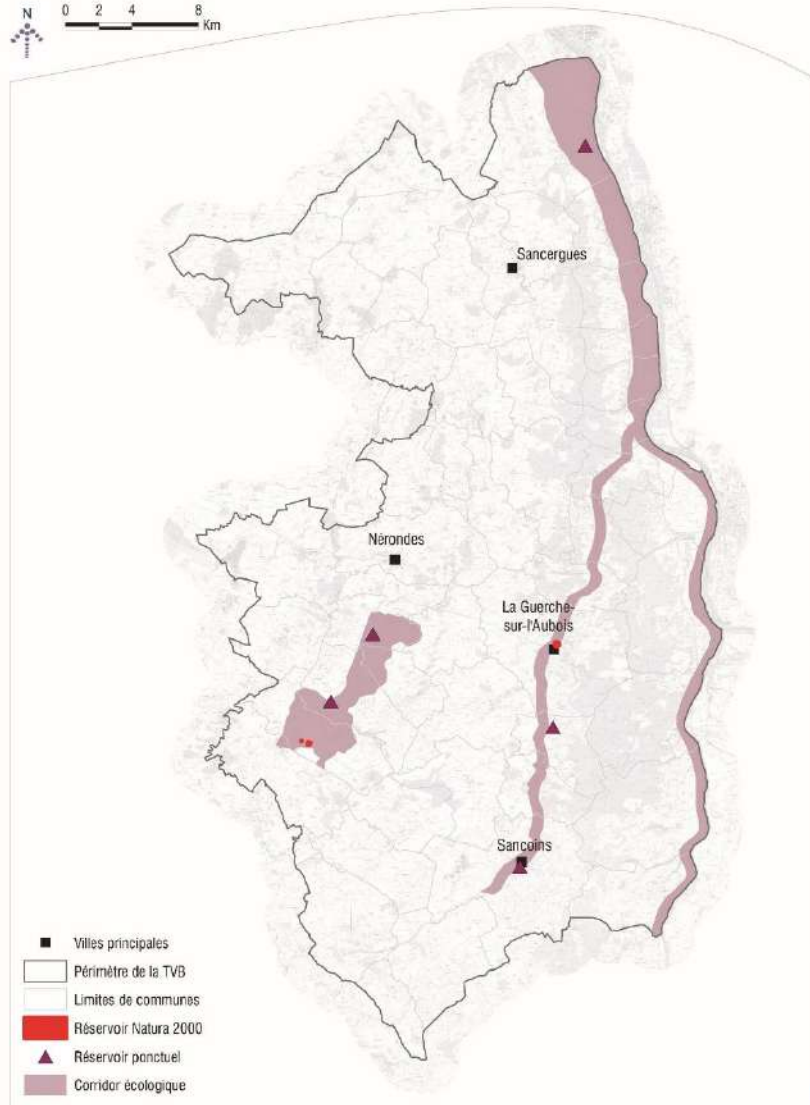 N
0 2 4 8
Km
Sancergues
Nérondes
La Guerche-
sur-l'Aubois
Sancoins
Villes principales
Périmètre de la TVB
Limites de communes
Réservoir Natura 2000
Réservoir ponctuel
Corridor écologique